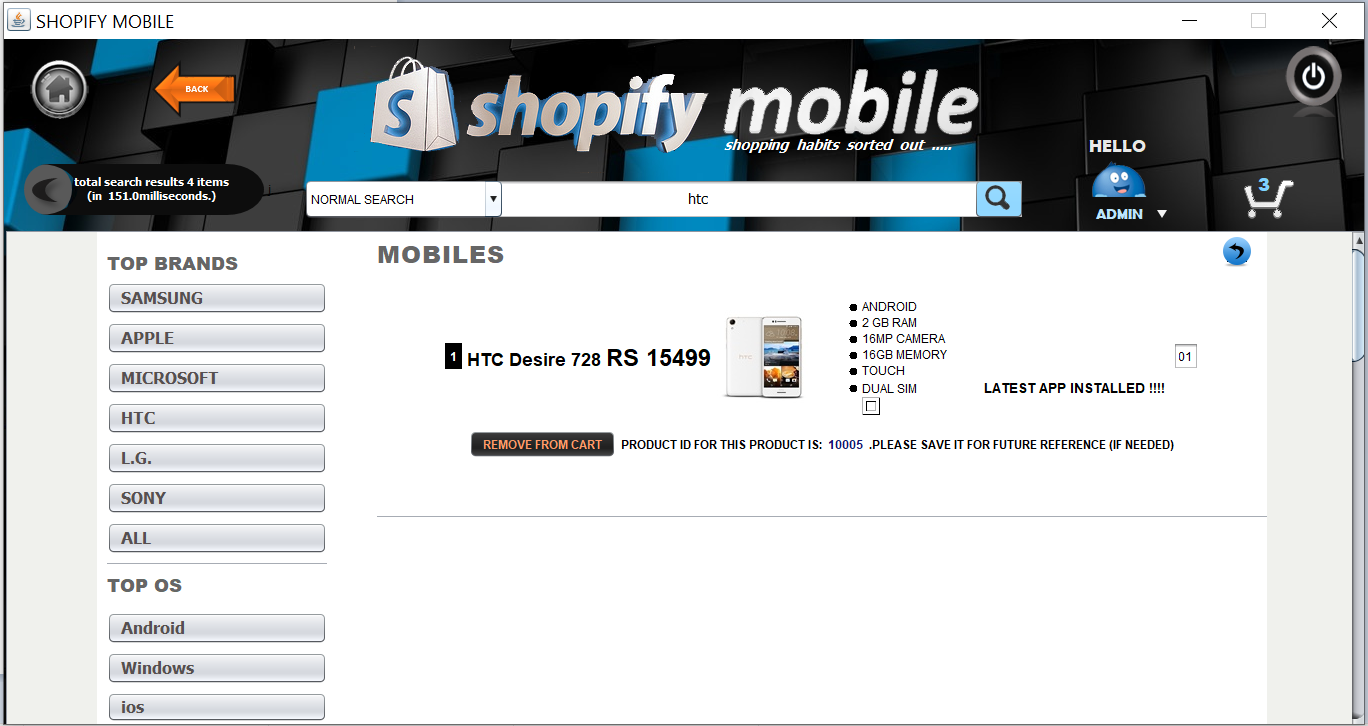 SHOPIFY MOBILE
BACK
S shopify mobile
shopping habits sorted out .....
HELLO
total search results 4 items
(in 151.0milliseconds.)
NORMAL SEARCH
htc
3
ADMIN
MOBILES
TOP BRANDS
SAMSUNG
APPLE
MICROSOFT
HTC
L.G.
SONY
ALL
TOP OS
Android
Windows
ios
1 HTC Desire 728 RS 15499
ANDROID
2 GB RAM
16MP CAMERA
16GB MEMORY
TOUCH
DUAL SIM
LATEST APP INSTALLED !!!!
01
REMOVE FROM CART PRODUCT ID FOR THIS PRODUCT IS: 10005 .PLEASE SAVE IT FOR FUTURE REFERENCE (IF NEEDED)